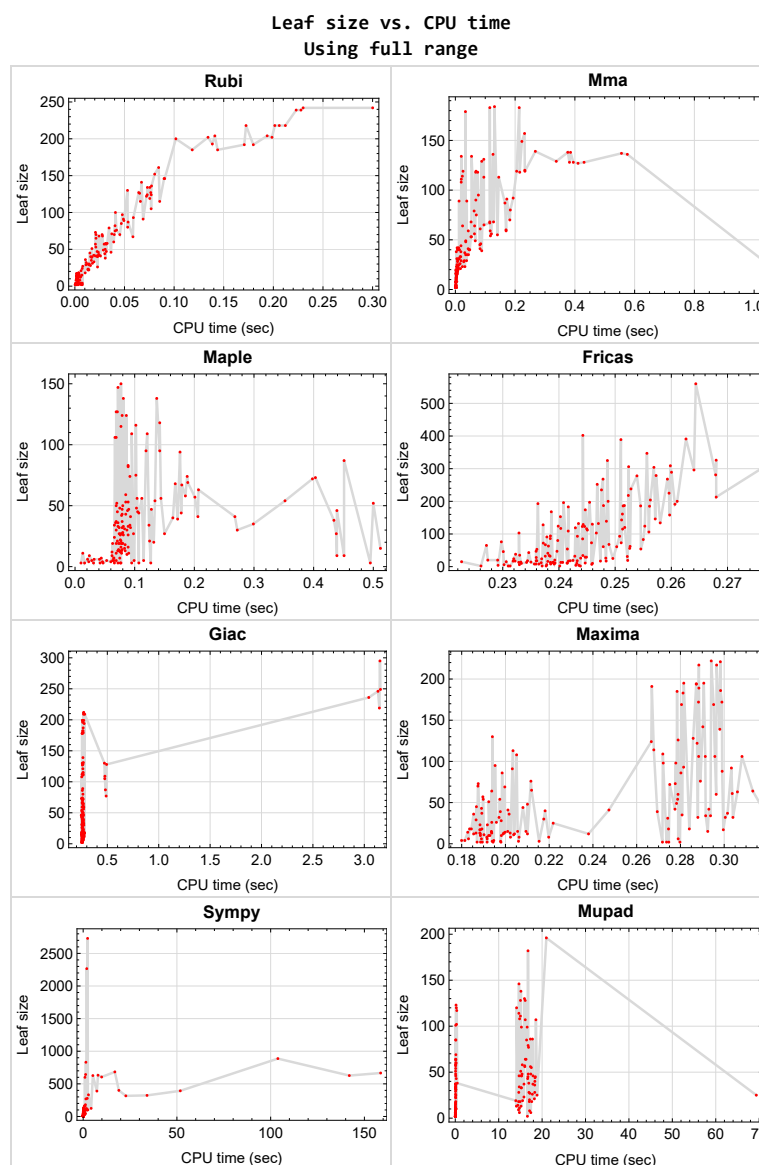 Leaf size vs. CPU time
Using full range
Rubi
250
200
150
100
50
0
Leaf size
0.00 0.05 0.10 0.15 0.20 0.25 0.30
CPU time (sec)
Mma
150
100
50
0
Leaf size
0.0 0.2 0.4 0.6 0.8
CPU time (sec)
Maple
150
100
50
0
Leaf size
0.0 0.1 0.2 0.3 0.4 0.5
CPU time (sec)
Fricas
500
400
300
200
100
0
Leaf size
0.23 0.24 0.25 0.26 0.27
CPU time (sec)
Giac
300
250
200
150
100
50
0
Leaf size
0.5 1.0 1.5 2.0 2.5 3.0
CPU time (sec)
Maxima
200
150
100
50
0
Leaf size
0.18 0.20 0.22 0.24 0.26 0.28 0.30
CPU time (sec)
Sympy
2500
2000
1500
1000
500
0
Leaf size
0 50 100 150
CPU time (sec)
Mupad
200
150
100
50
0
Leaf size
0 10 20 30 40 50 60
CPU time (sec)